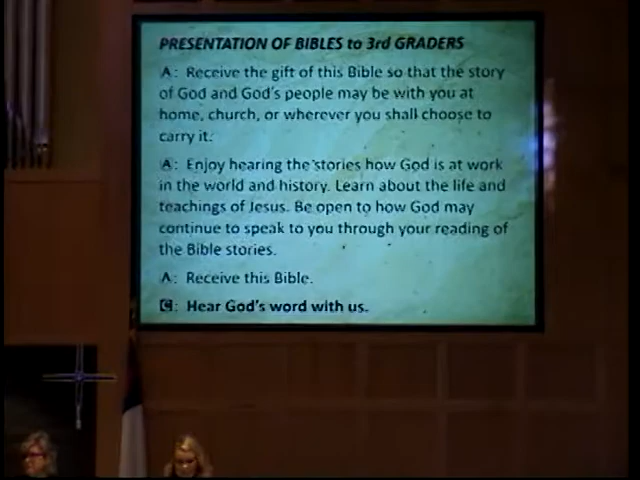 PRESENTATION OF BIBLES to 3rd GRADERS
A: Receive the gift of this Bible so that the story
of God and God's people may be with you at
home, church, or wherever you shall choose to
carry it.
A: Enjoy hearing the stories how God is at work
in the world and history. Learn about the life and
teachings of Jesus. Be open to how God may
continue to speak to you through your reading of
the Bible stories.
A: Receive this Bible.
C: Hear God's word with us.